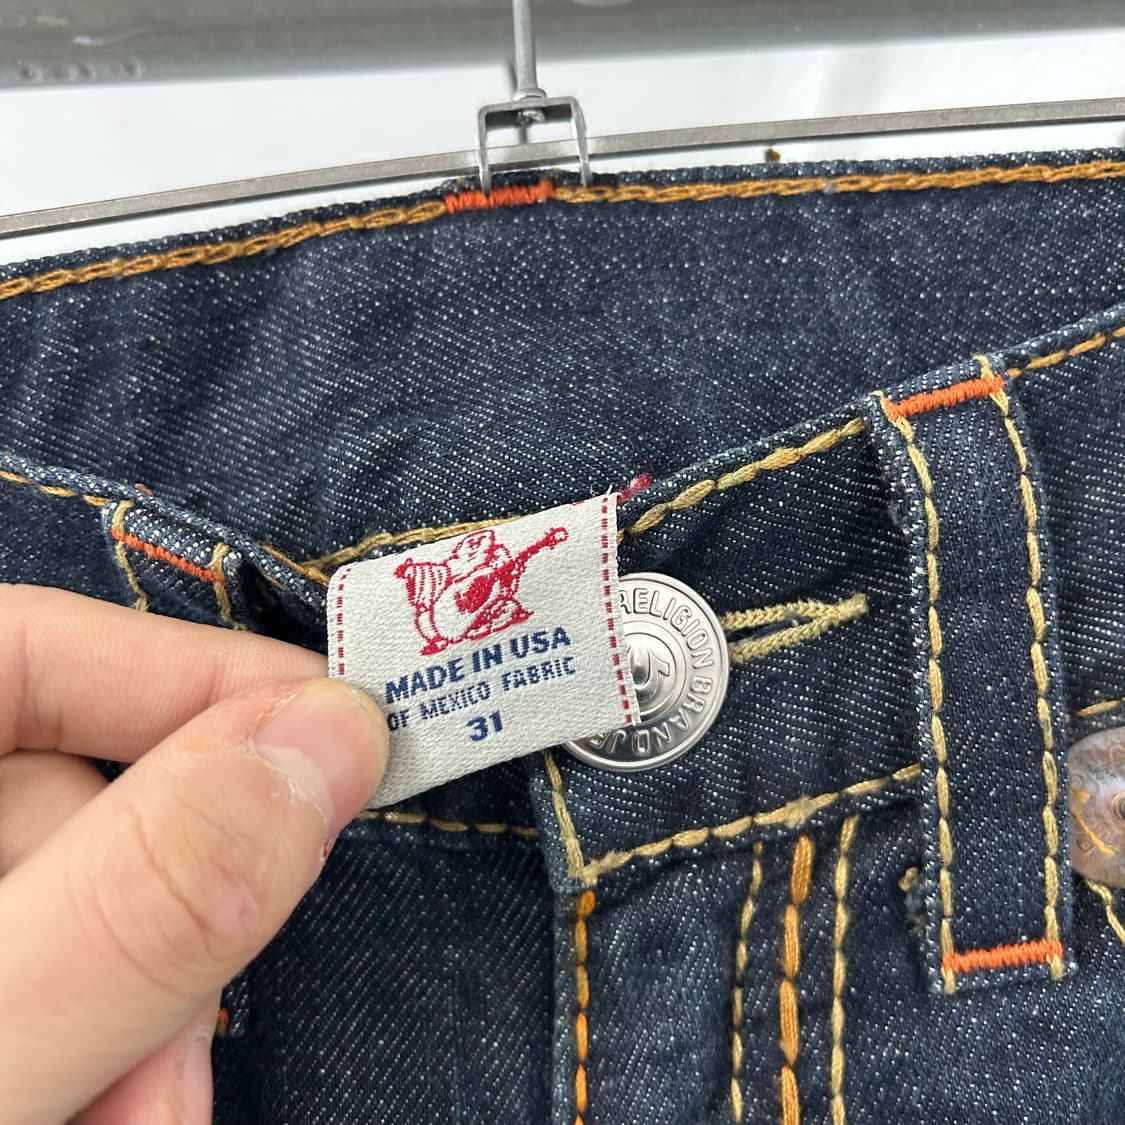 MADE IN USA
OF MEXICO FABRIC
31
RELIGION BRAND